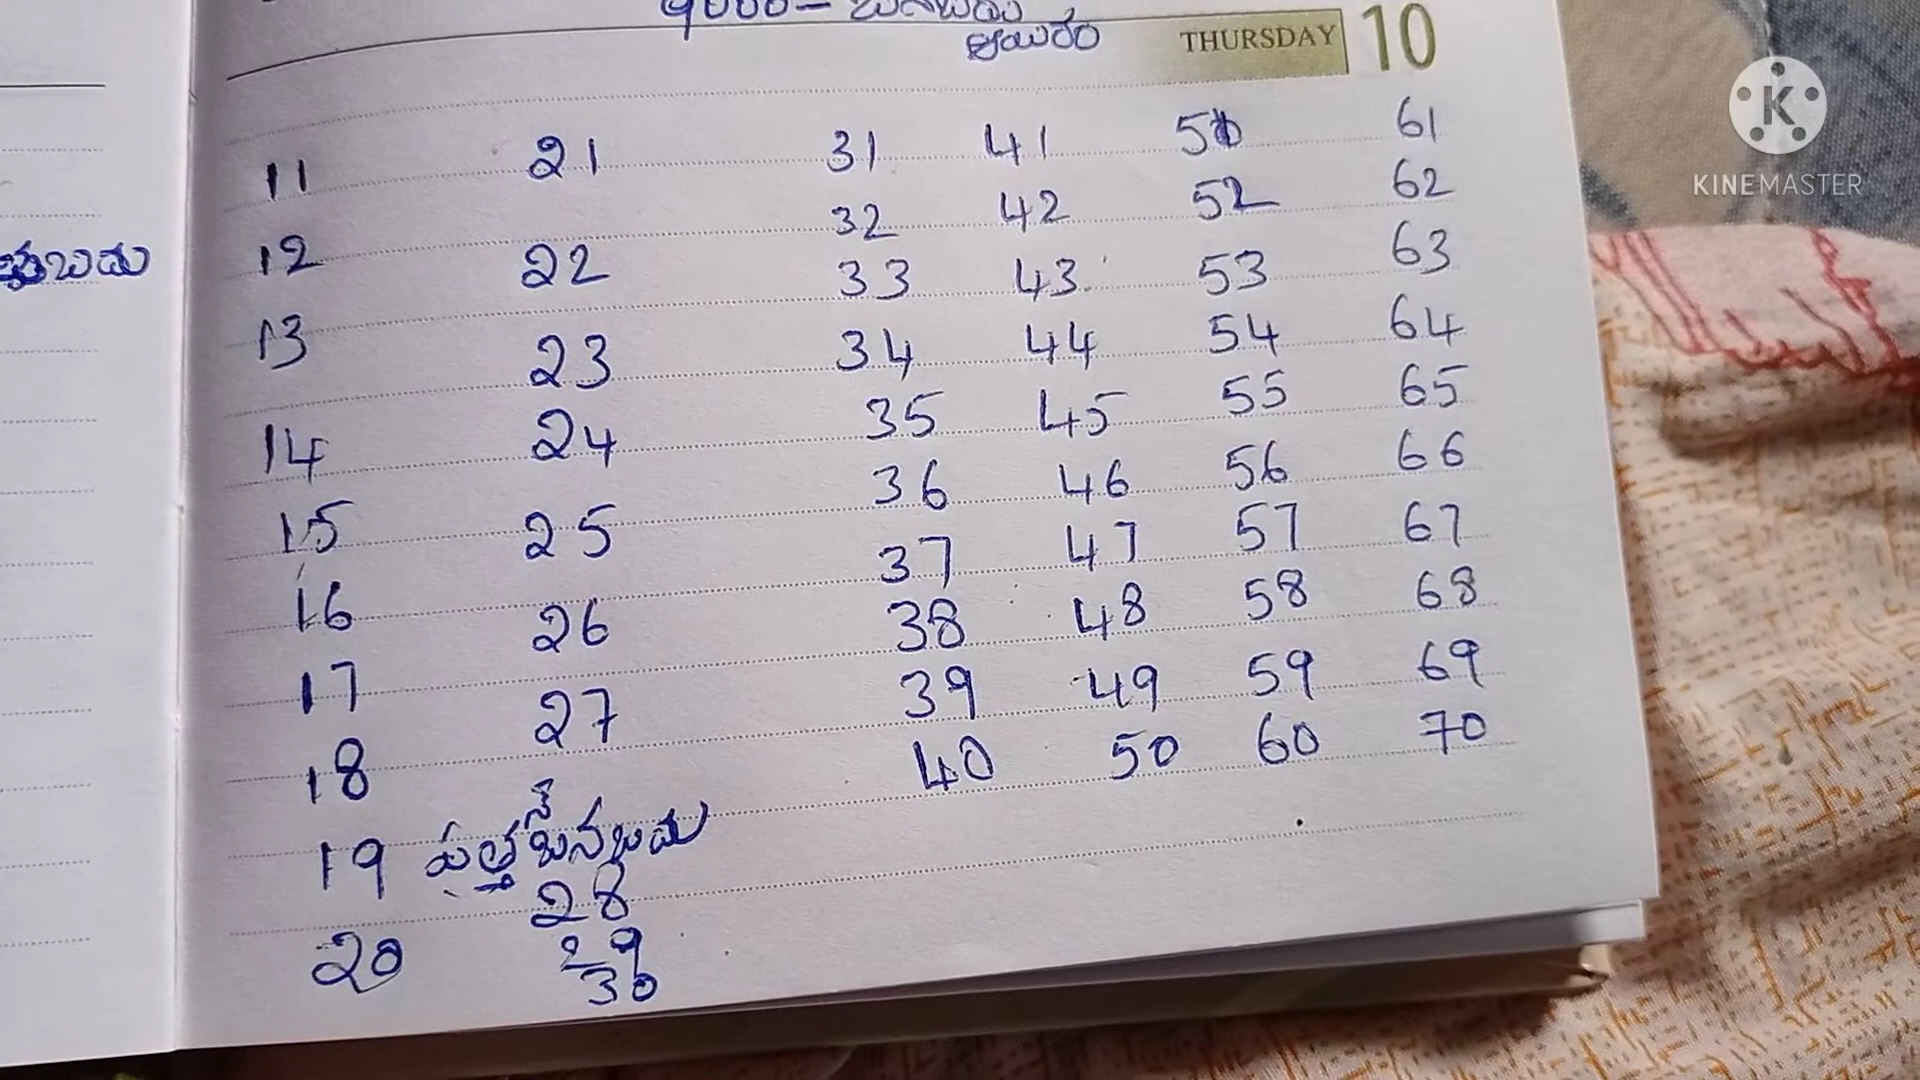 9000-
THURSDAY 10
11 21 31 41 51 61
12 22 32 42 52 62
13 23 33 43 53 63
14 24 34 44 54 64
15 25 35 45 55 65
16 26 36 46 56 66
17 27 37 47 57 67
18 38 48 58 68
19 39 49 59 69
28
20 29 40 50 60 70
30
KINEMASTER